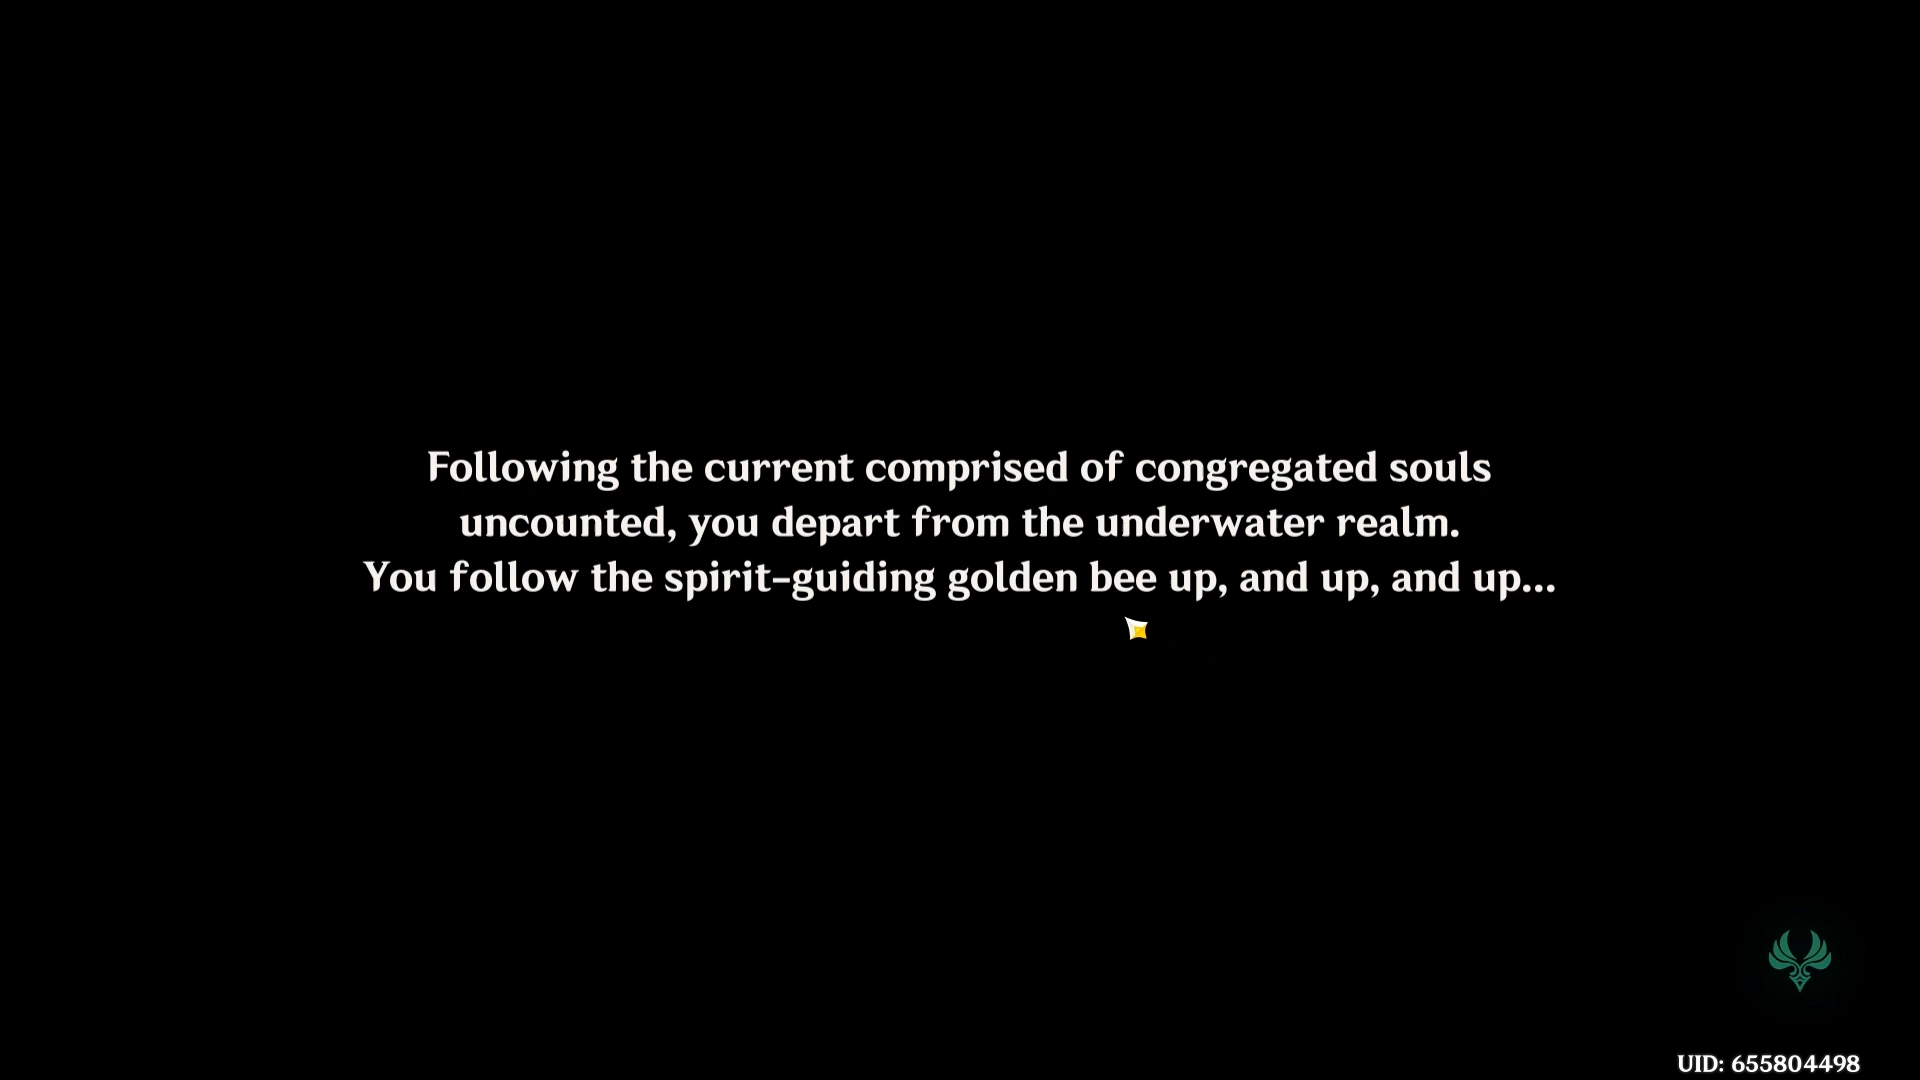 Following the current comprised of congregated souls
uncounted, you depart from the underwater realm.
You follow the spirit-guiding golden bee up, and up, and up...
UID: 655804498